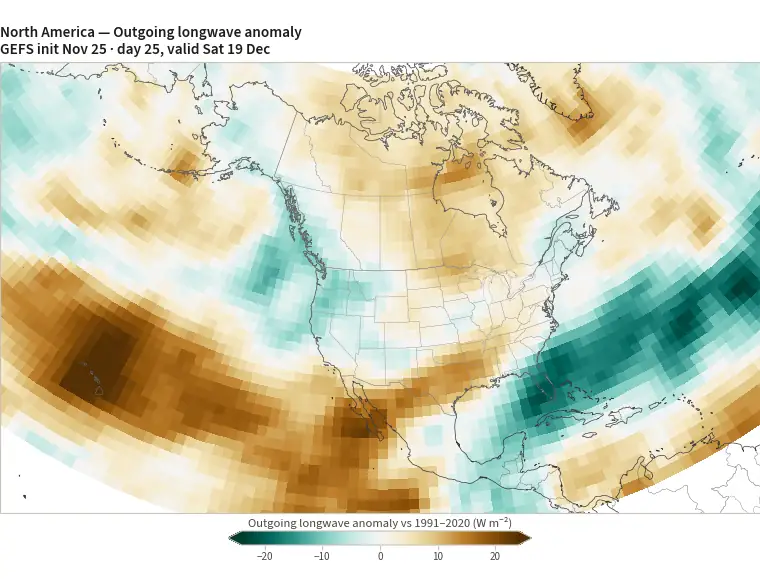 North America — Outgoing longwave anomaly
GEFS init Nov 25 · day 25, valid Sat 19 Dec
Outgoing longwave anomaly vs 1991–2020 (W m⁻²)
−20 −10 0 10 20